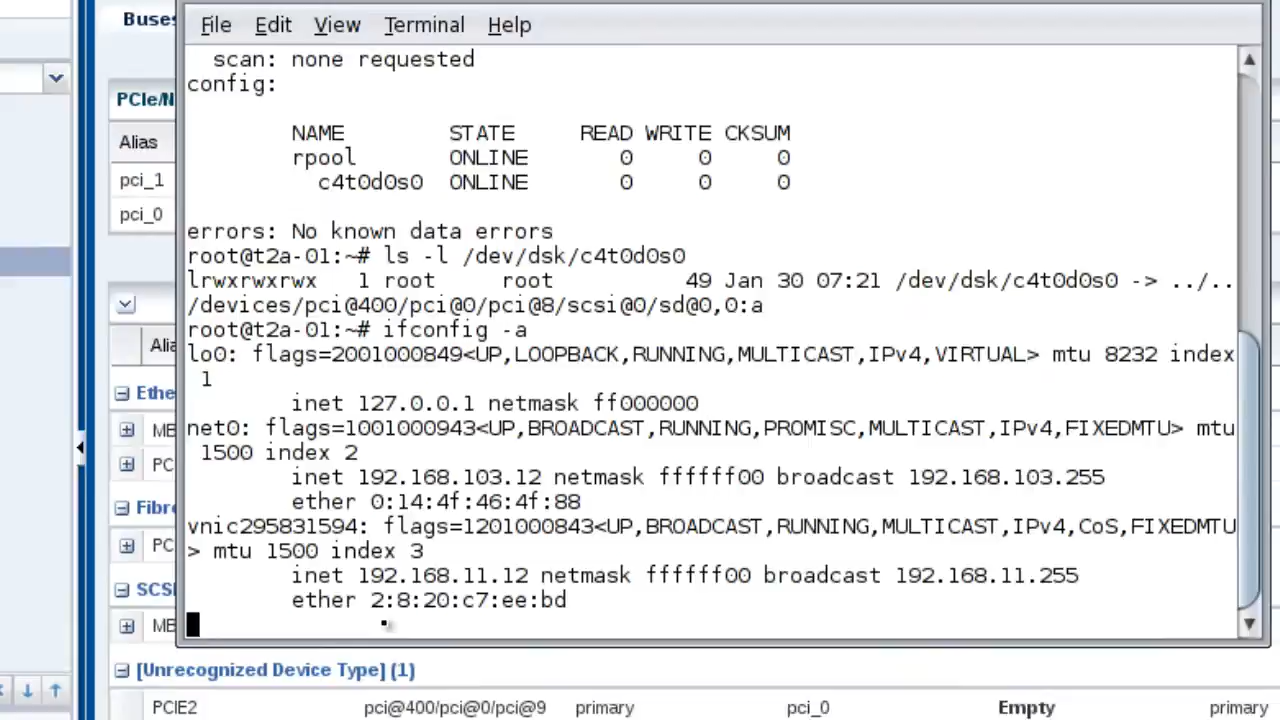 Buses
File Edit View Terminal Help
scan: none requested
config:
PCIe/N
NAME STATE READ WRITE CKSUM
Alias
rpool ONLINE 0 0 0
pci_1
c4t0d0s0 ONLINE 0 0 0
pci_0
errors: No known data errors
root@t2a-01:~# ls -l /dev/dsk/c4t0d0s0
lrwxrwxrwx 1 root root 49 Jan 30 07:21 /dev/dsk/c4t0d0s0 -> ../..
/devices/pci@400/pci@0/pci@8/scsi@0/sd@0,0:a
root@t2a-01:~# ifconfig -a
Alia
lo0: flags=2001000849<UP,LOOPBACK,RUNNING,MULTICAST,IPv4,VIRTUAL> mtu 8232 index
1
Ethe
inet 127.0.0.1 netmask ff000000
MB
net0: flags=1001000943<UP,BROADCAST,RUNNING,PROMISC,MULTICAST,IPv4,FIXEDMTU> mtu
1500 index 2
PC
inet 192.168.103.12 netmask ffffff00 broadcast 192.168.103.255
ether 0:14:4f:46:4f:88
Fibre
vnic295831594: flags=1201000843<UP,BROADCAST,RUNNING,MULTICAST,IPv4,CoS,FIXEDMTU
> mtu 1500 index 3
PC
inet 192.168.11.12 netmask ffffff00 broadcast 192.168.11.255
SCSI
ether 2:8:20:c7:ee:bd
MB
[Unrecognized Device Type] (1)
PCIE2 pci@400/pci@0/pci@9 primary pci_0 Empty primary